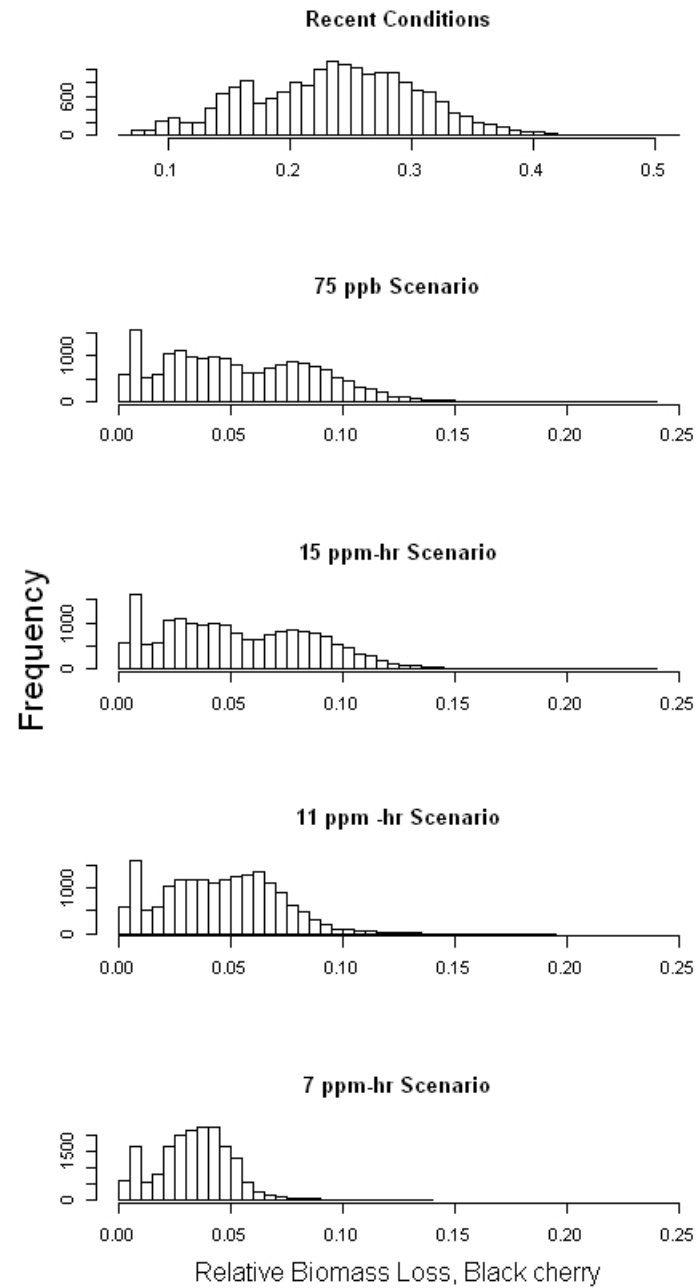 Recent Conditions
600
0
0.1 0.2 0.3 0.4 0.5
75 ppb Scenario
1000
0
0.00 0.05 0.10 0.15 0.20 0.25
15 ppm-hr Scenario
1000
0
0.00 0.05 0.10 0.15 0.20 0.25
Frequency
11 ppm -hr Scenario
1000
0
0.00 0.05 0.10 0.15 0.20 0.25
7 ppm-hr Scenario
1500
0
0.00 0.05 0.10 0.15 0.20 0.25
Relative Biomass Loss, Black cherry